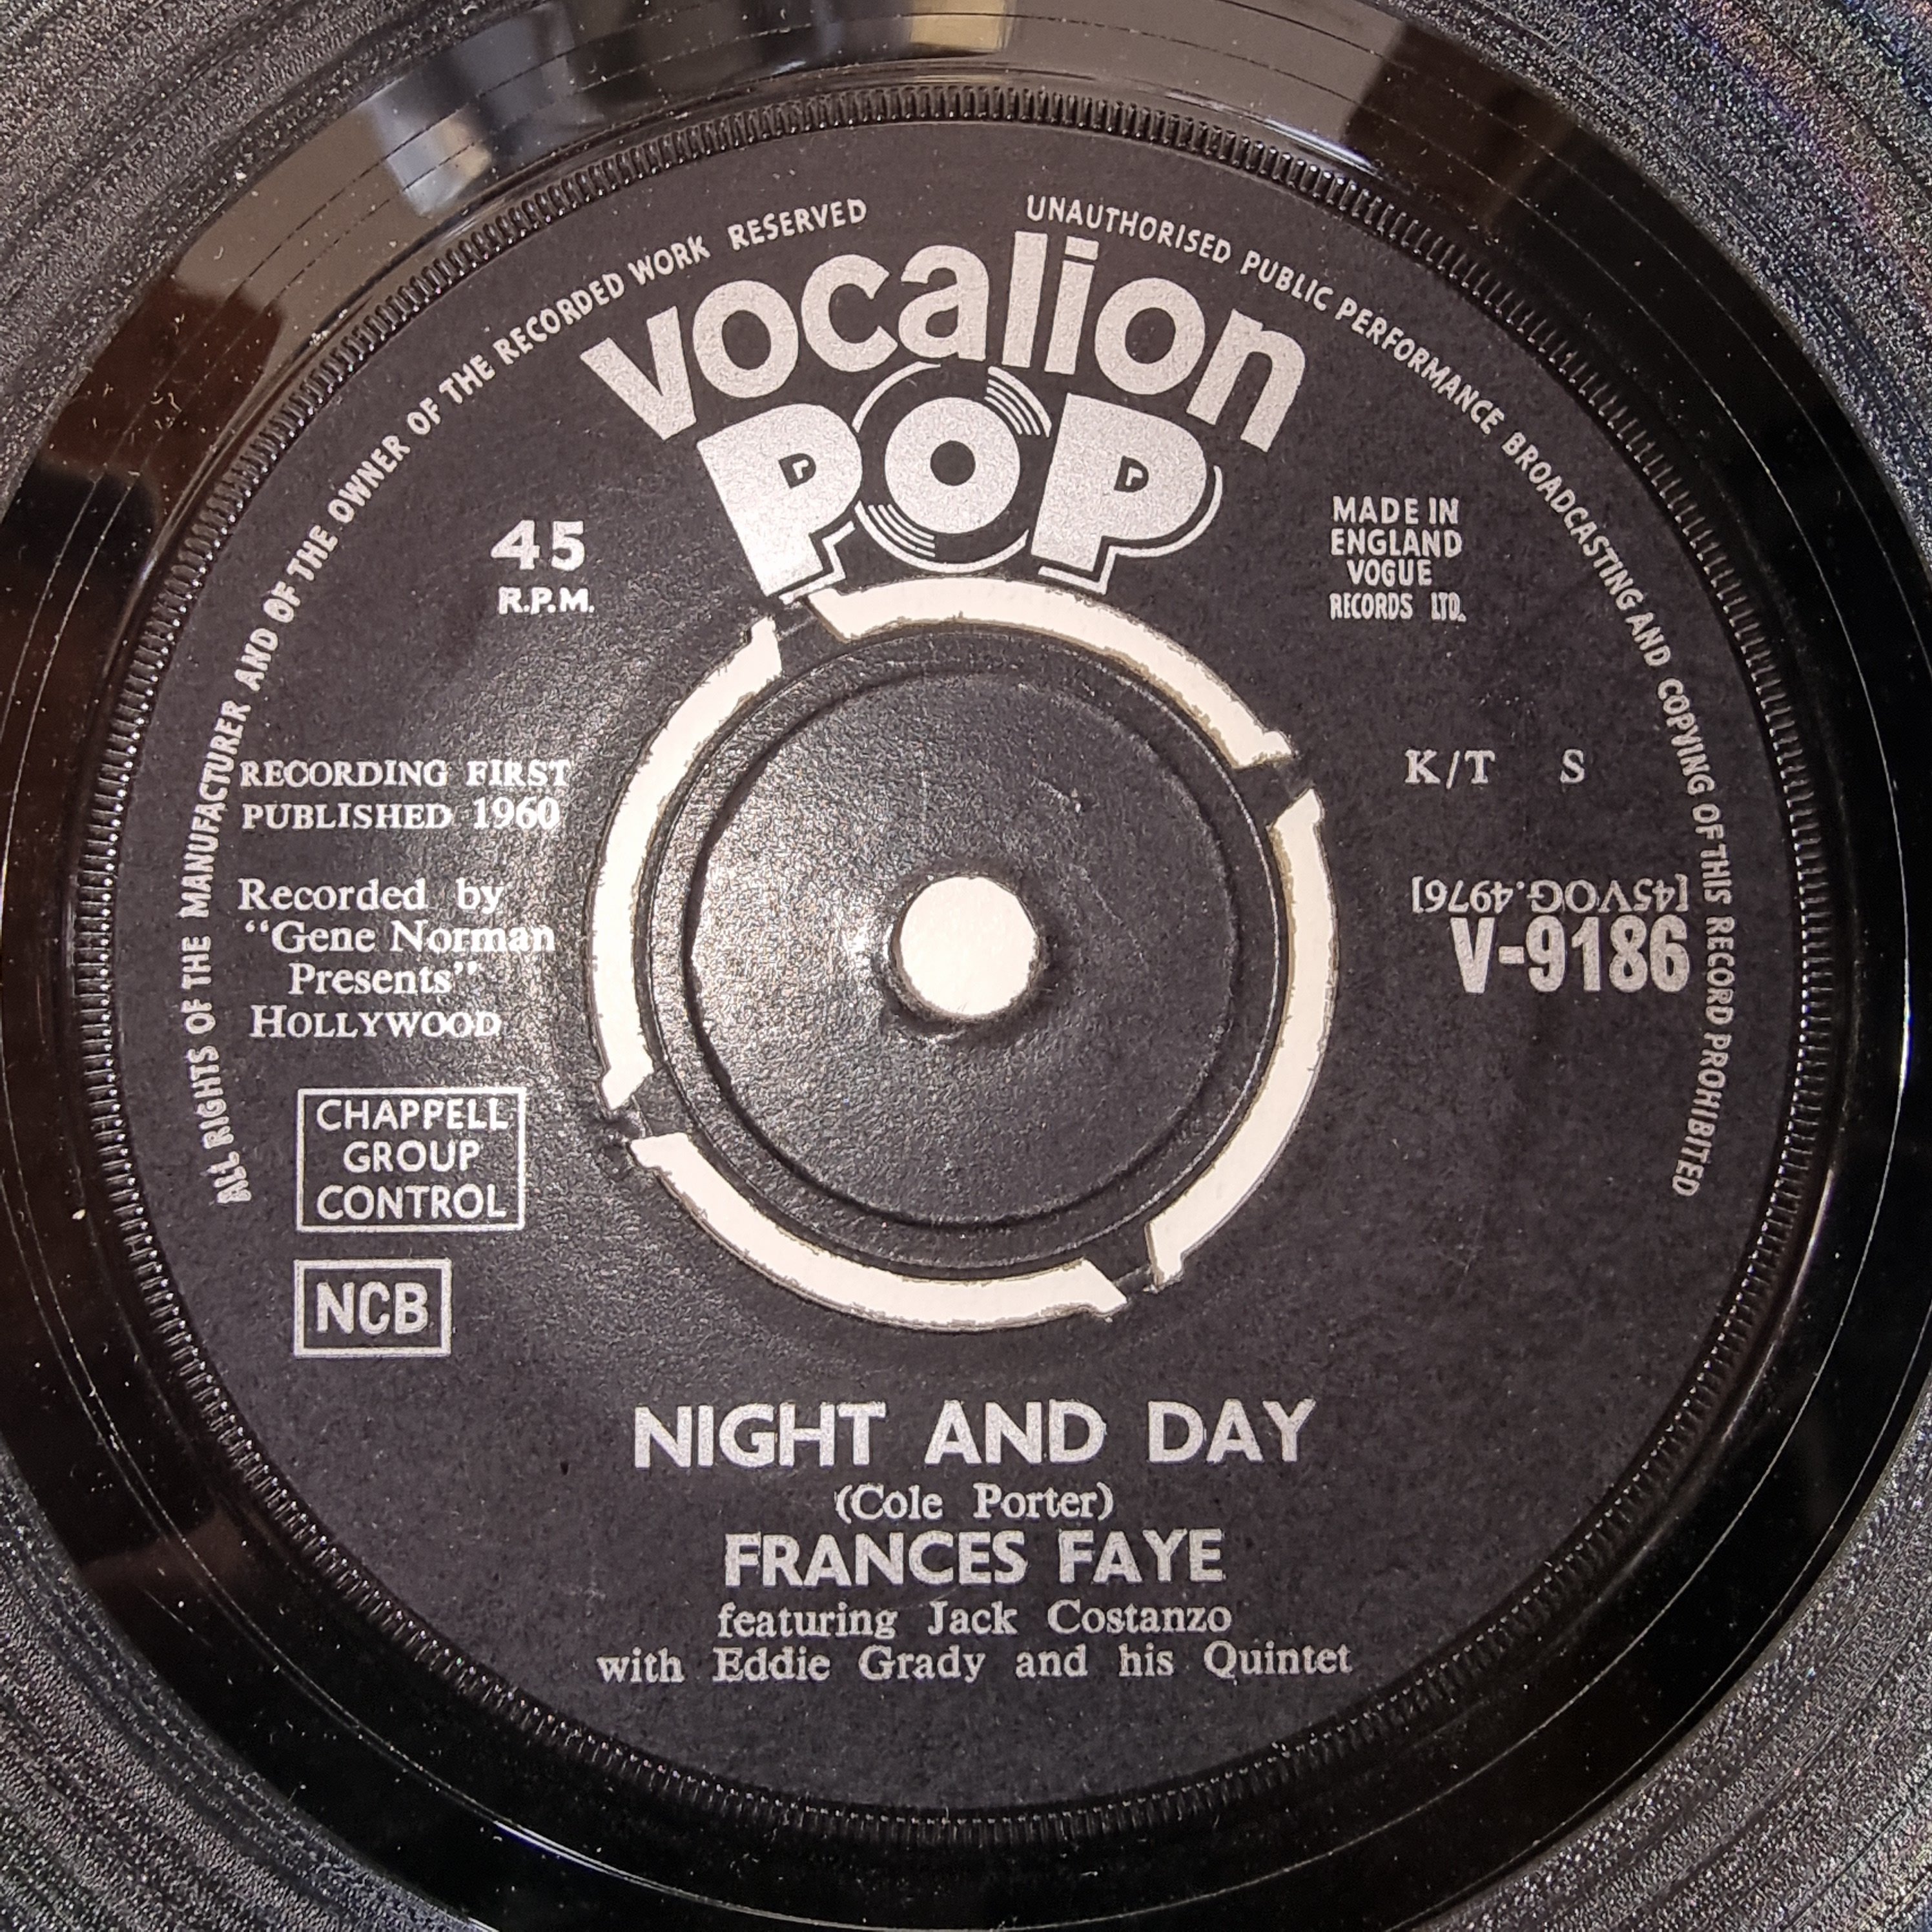 ALL RIGHTS OF THE MANUFACTURER AND OF THE OWNER OF THE RECORDED WORK RESERVED
UNAUTHORISED PUBLIC PERFORMANCE BROADCASTING AND COPYING OF THIS RECORD PROHIBITED
vocalion
POP
45
R.P.M.
MADE IN
ENGLAND
VOGUE
RECORDS LTD.
RECORDING FIRST
PUBLISHED 1960
Recorded by
“Gene Norman
Presents”
HOLLYWOOD
CHAPPELL
GROUP
CONTROL
NCB
K/T S
[45VOG.4976]
V-9186
NIGHT AND DAY
(Cole Porter)
FRANCES FAYE
featuring Jack Costanzo
with Eddie Grady and his Quintet